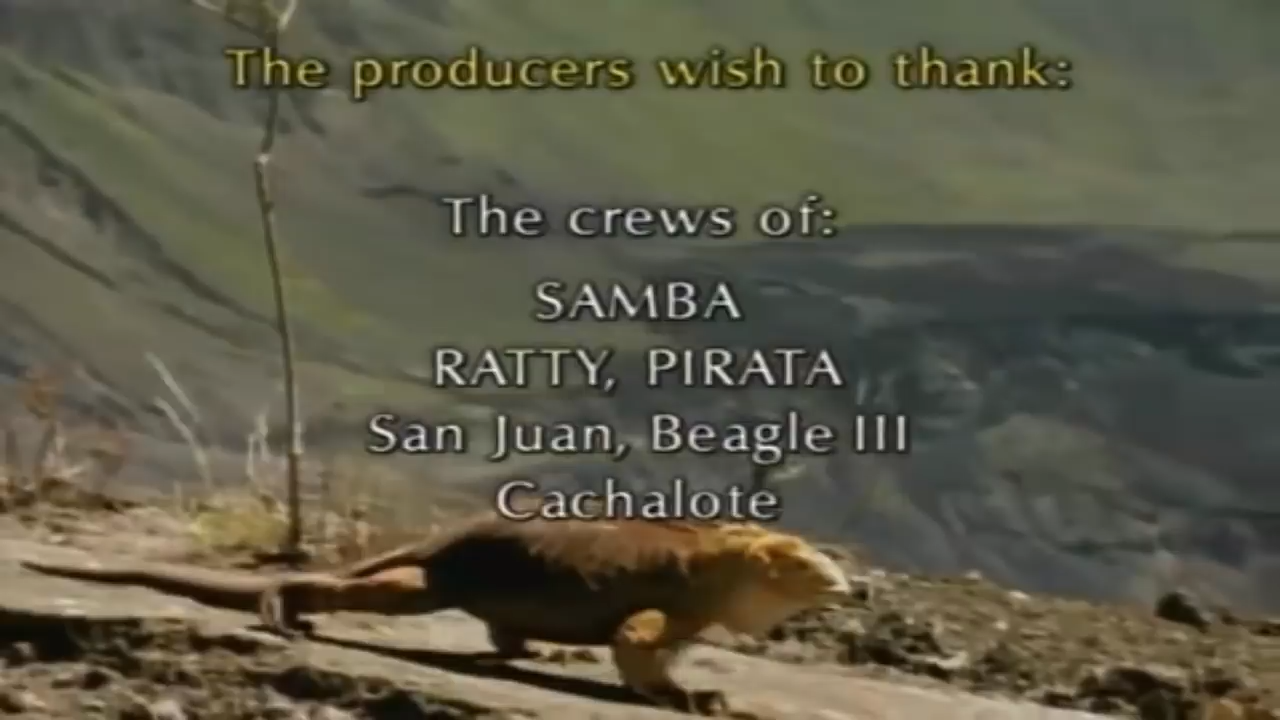 The producers wish to thank:
The crews of:
SAMBA
RATTY, PIRATA
San Juan, Beagle III
Cachalote